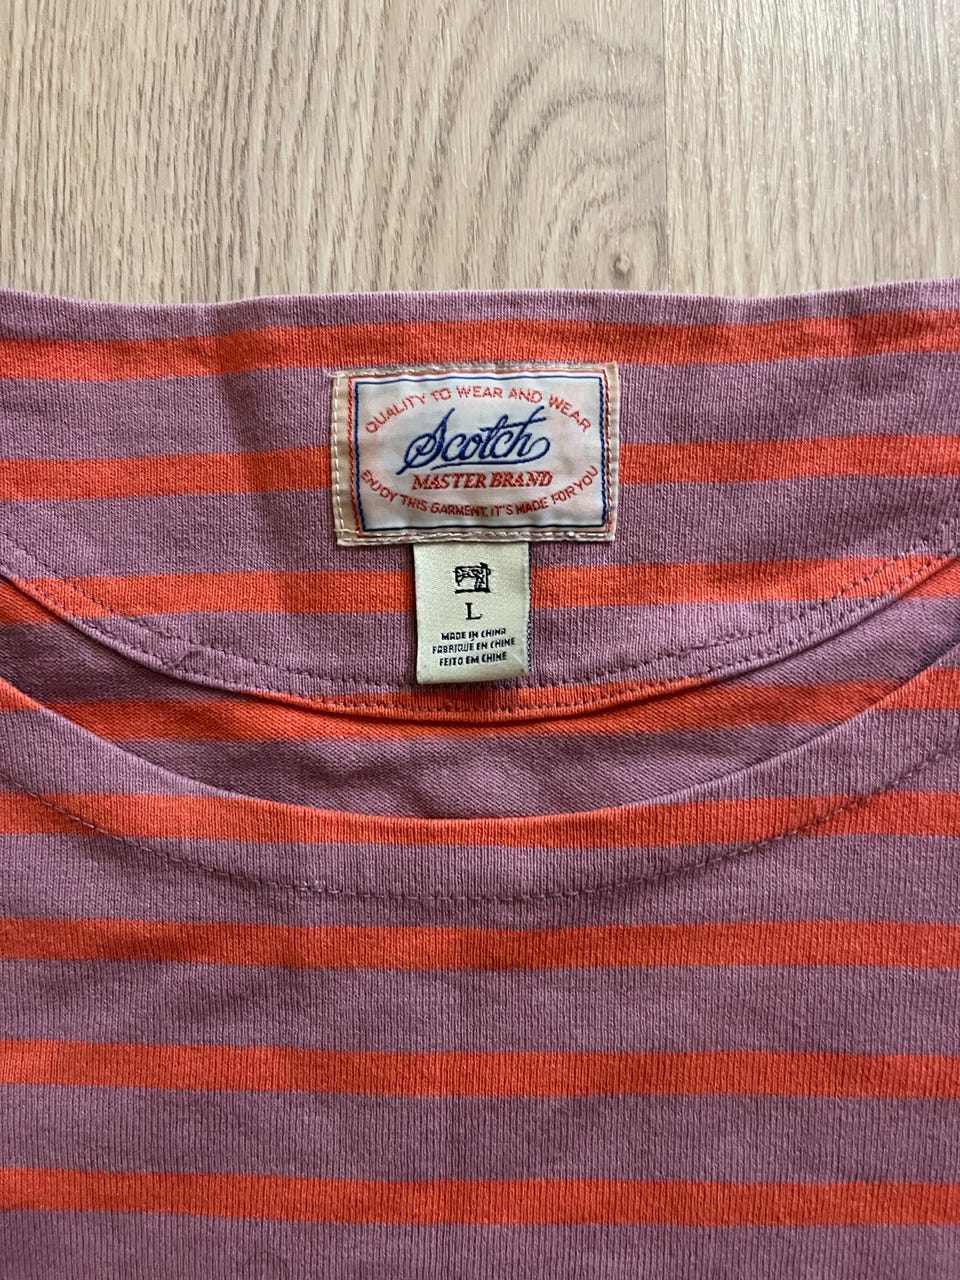 QUALITY TO WEAR AND WEAR
Scotch
MASTER BRAND
ENJOY THIS GARMENT, IT'S MADE FOR YOU
L
MADE IN CHINA
FABRIQUÉ EN CHINE
FEITO EM CHINE